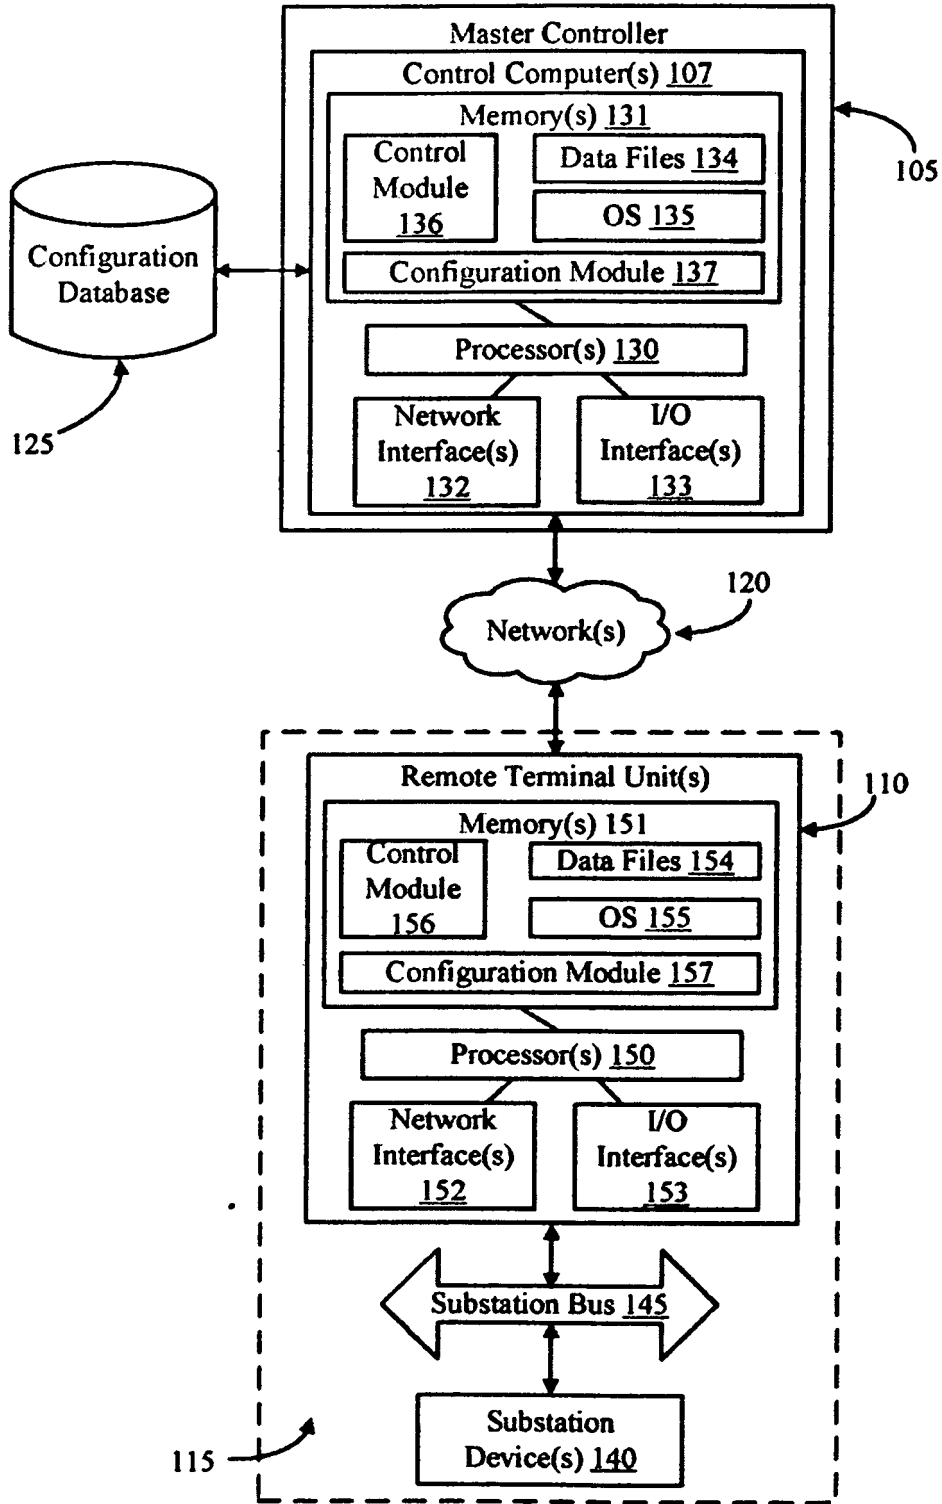 Master Controller
Control Computer(s) 107
Memory(s) 131
Control
Module
136
Data Files 134
OS 135
Configuration Module 137
105
Configuration
Database
125
Processor(s) 130
Network
Interface(s)
132
I/O
Interface(s)
133
120
Network(s)
Remote Terminal Unit(s)
110
Memory(s) 151
Control
Module
156
Data Files 154
OS 155
Configuration Module 157
Processor(s) 150
Network
Interface(s)
152
I/O
Interface(s)
153
Substation Bus 145
Substation
Device(s) 140
115